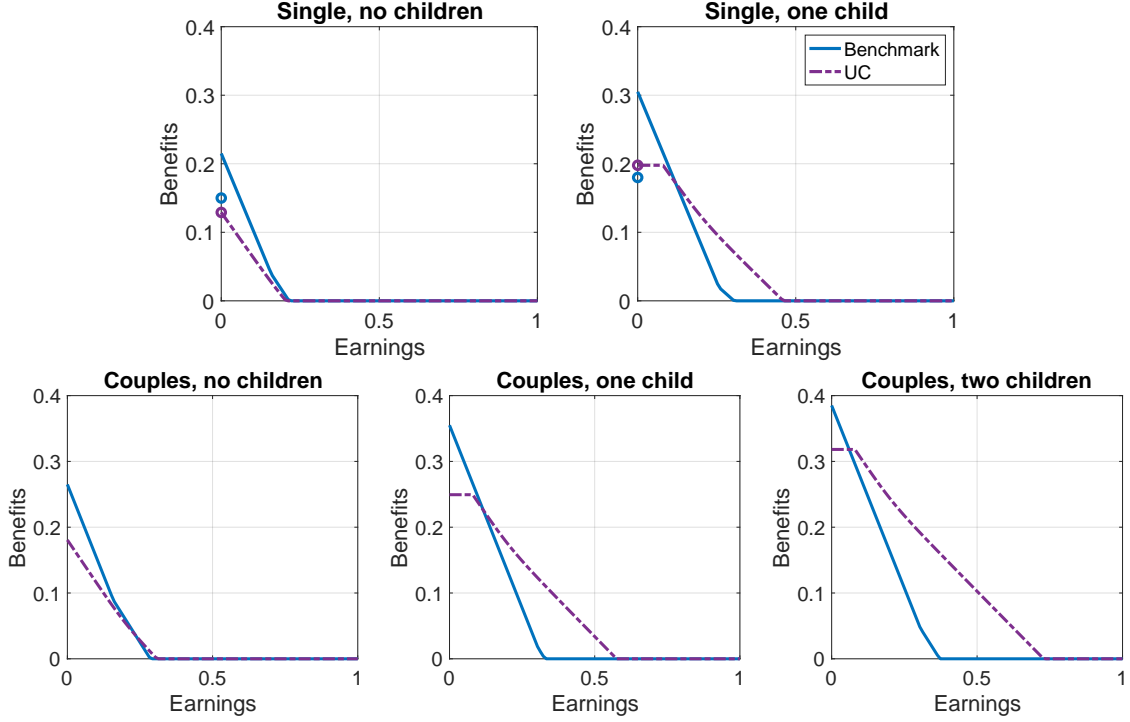 Single, no children
0.4
0.3
0.2
0.1
0
Benefits
0
0.5
1
Earnings
Single, one child
0.4
0.3
0.2
0.1
0
Benefits
0
0.5
1
Earnings
Benchmark
UC
Couples, no children
0.4
0.3
0.2
0.1
0
Benefits
0
0.5
1
Earnings
Couples, one child
0.4
0.3
0.2
0.1
0
Benefits
0
0.5
1
Earnings
Couples, two children
0.4
0.3
0.2
0.1
0
Benefits
0
0.5
1
Earnings